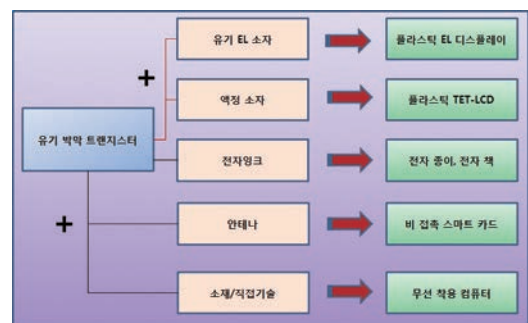 유기 EL 소자
플라스틱 EL 디스플레이
+
액정 소자
플라스틱 TET-LCD
유기 박막 트랜지스터
전자잉크
전자 종이, 전자 책
+
안테나
비 접촉 스마트 카드
소재/직접기술
무선 착용 컴퓨터